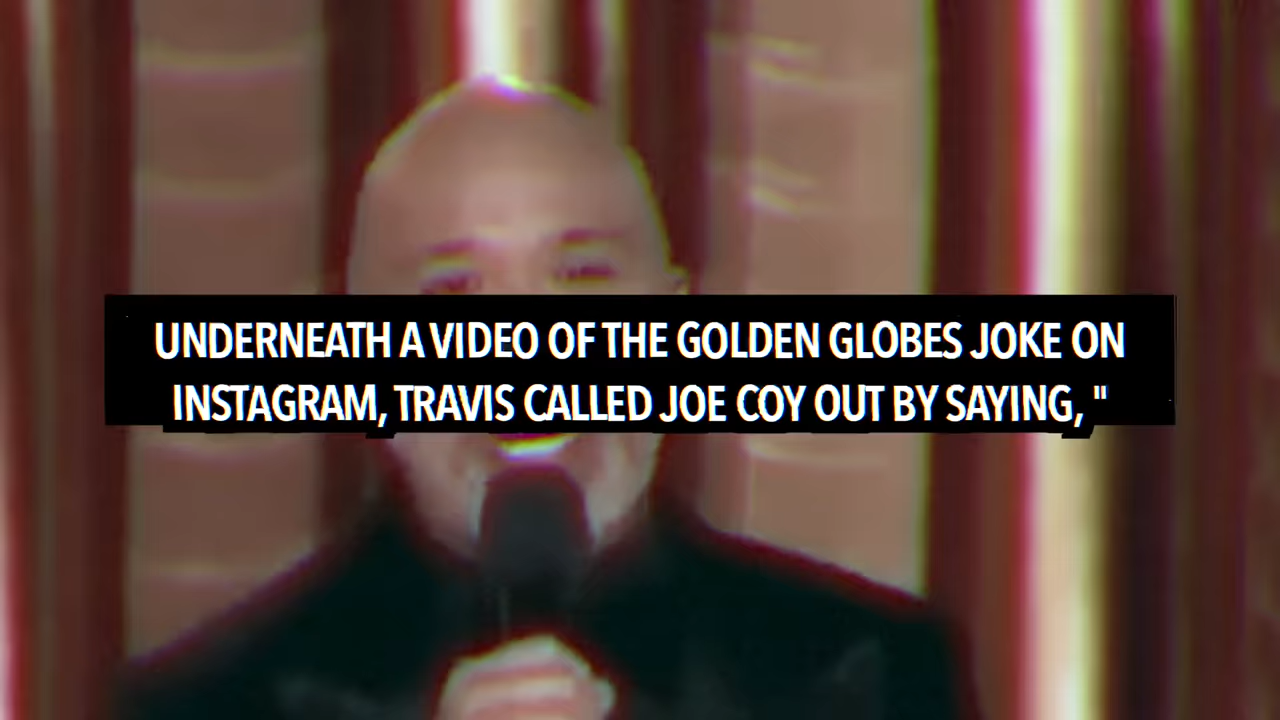 UNDERNEATH A VIDEO OF THE GOLDEN GLOBES JOKE ON
INSTAGRAM, TRAVIS CALLED JOE COY OUT BY SAYING, "